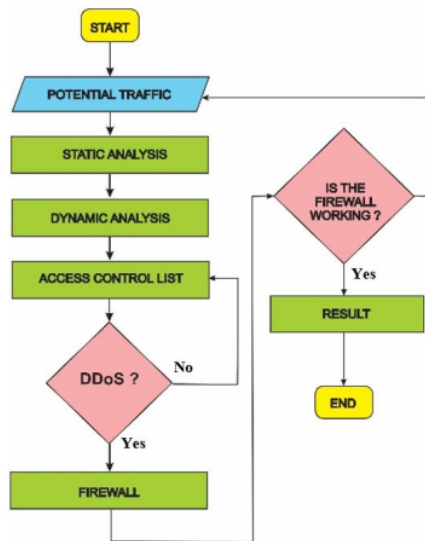 START
POTENTIAL TRAFFIC
STATIC ANALYSIS
DYNAMIC ANALYSIS
ACCESS CONTROL LIST
DDoS ?
No
Yes
FIREWALL
IS THE
FIREWALL
WORKING ?
Yes
RESULT
END